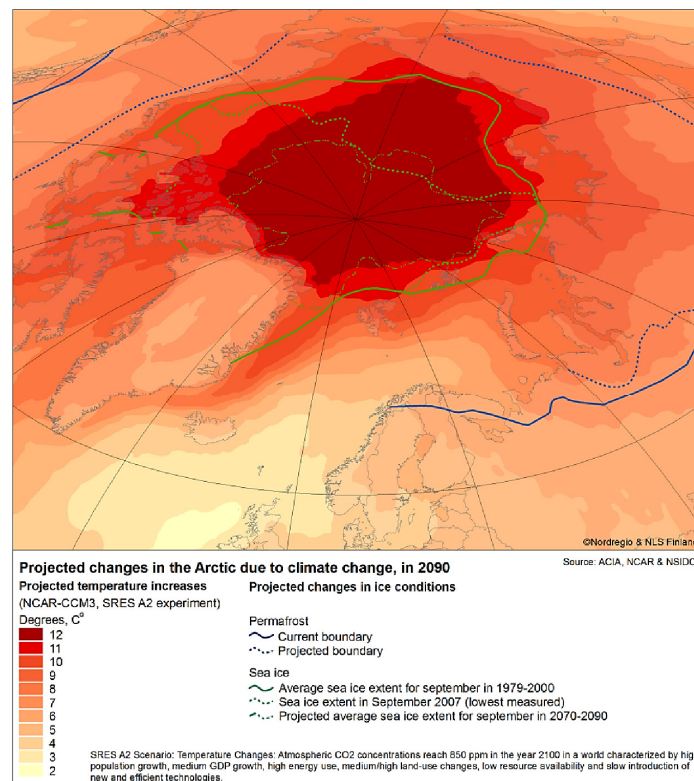 ©Nordregio & NLS Finland
Projected changes in the Arctic due to climate change, in 2090
Source: ACIA, NCAR & NSIDC
Projected temperature increases
(NCAR-CCM3, SRES A2 experiment)
Degrees, C°
12
11
10
9
8
7
6
5
4
3
2
Projected changes in ice conditions
Permafrost
Current boundary
Projected boundary
Sea ice
Average sea ice extent for september in 1979-2000
Sea ice extent in September 2007 (lowest measured)
Projected average sea ice extent for september in 2070-2090
SRES A2 Scenario: Temperature Changes: Atmospheric CO2 concentrations reach 850 ppm in the year 2100 in a world characterized by hig
population growth, medium GDP growth, high energy use, medium/high land-use changes, low resource availability and slow introduction of
new and efficient technologies.